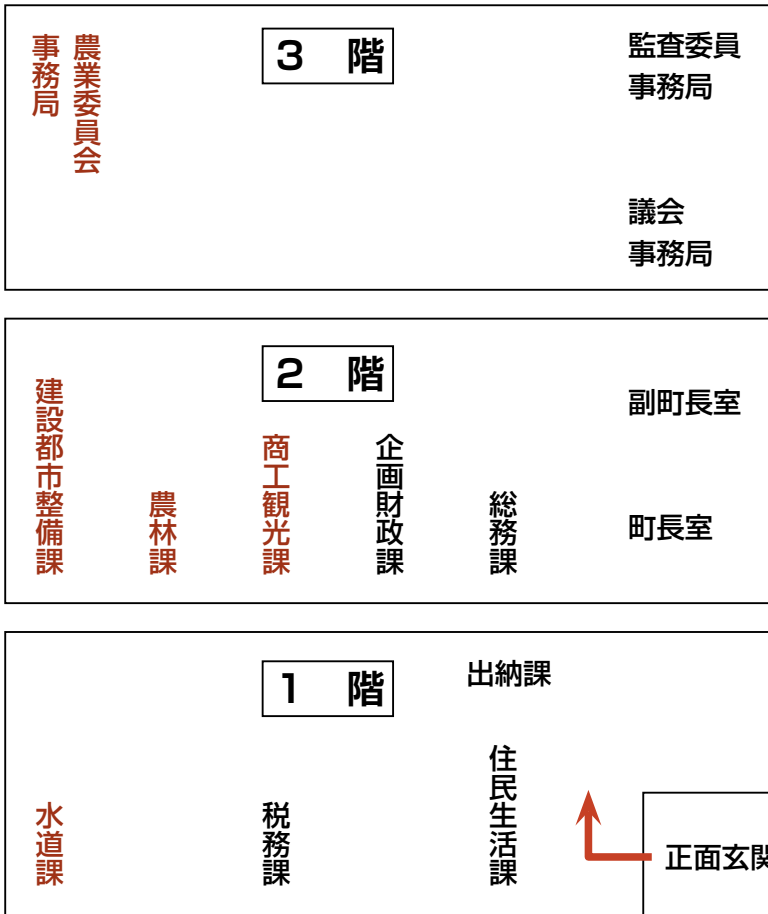 3 階
農業委員会
事務局
監査委員
事務局
議会
事務局
2 階
建設都市整備課
農林課
商工観光課
企画財政課
総務課
副町長室
町長室
1 階
出納課
水道課
税務課
住民生活課
正面玄関